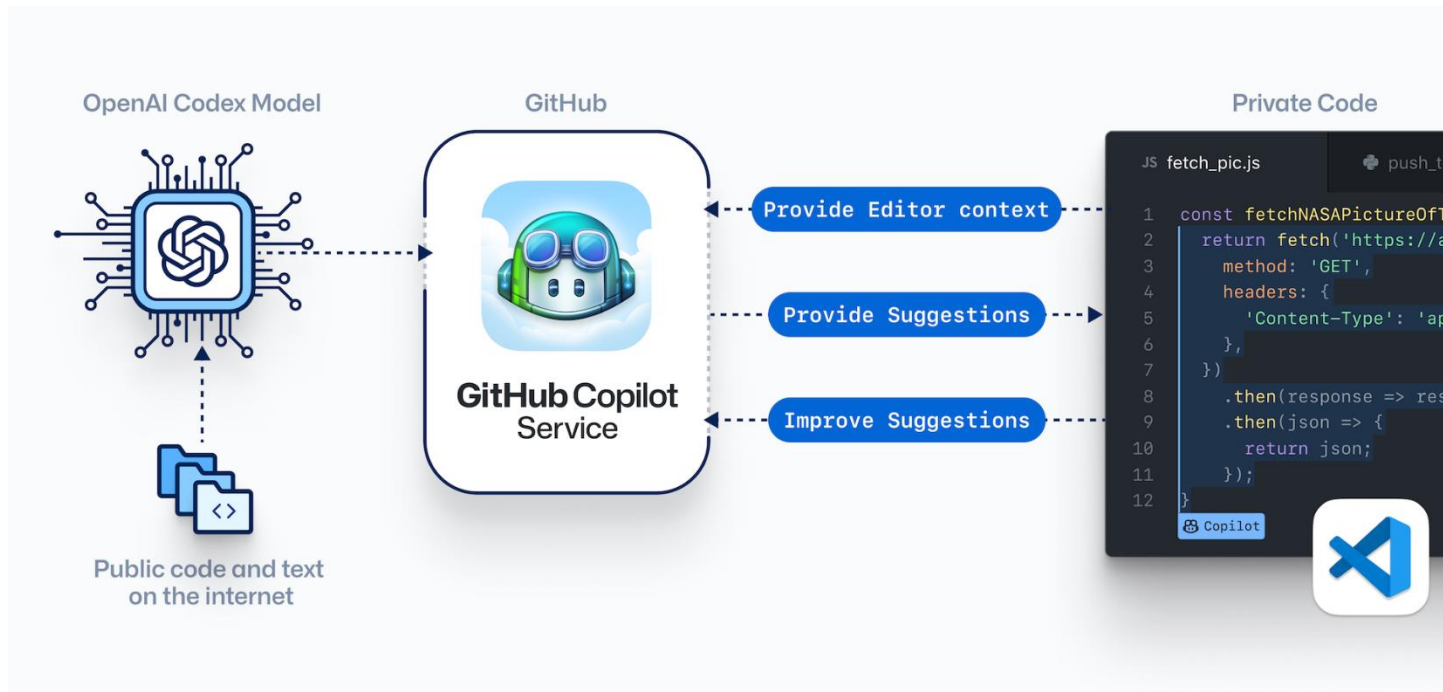 OpenAI Codex Model
GitHub
Private Code
JS fetch_pic.js
push_t
Provide Editor context
1 const fetchNASAPictureOfT
2 return fetch('https://a
3 method: 'GET',
4 headers: {
Provide Suggestions
5 'Content-Type': 'ap
6 },
7 })
GitHub Copilot
Service
8 .then(response => res
Improve Suggestions
9 .then(json => {
10 return json;
11 });
12 }
<>
Copilot
Public code and text
on the internet